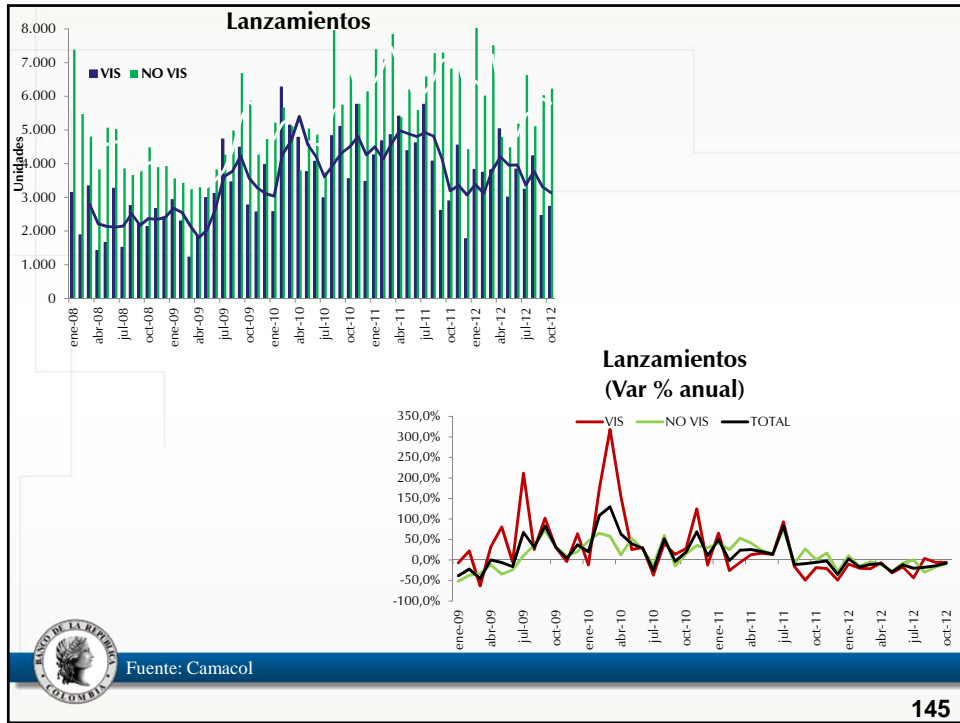 Lanzamientos
8.000
7.000
6.000
5.000
4.000
3.000
2.000
1.000
0
Unidades
VIS NO VIS
ene-08 abr-08 jul-08 oct-08 ene-09 abr-09 jul-09 oct-09 ene-10 abr-10 jul-10 oct-10 ene-11 abr-11 jul-11 oct-11 ene-12 abr-12 jul-12 oct-12
Lanzamientos
(Var % anual)
350,0%
300,0%
250,0%
200,0%
150,0%
100,0%
50,0%
0,0%
-50,0%
-100,0%
VIS NO VIS TOTAL
ene-09 abr-09 jul-09 oct-09 ene-10 abr-10 jul-10 oct-10 ene-11 abr-11 jul-11 oct-11 ene-12 abr-12 jul-12 oct-12
BANCO DE LA REPUBLICA
COLOMBIA
Fuente: Camacol
145